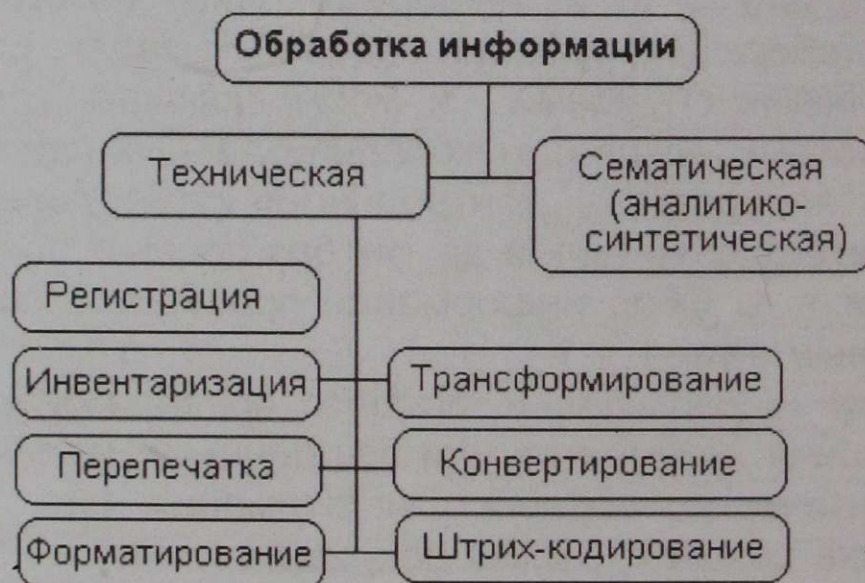 Обработка информации
Техническая
Сематическая
(аналитико-
синтетическая)
Регистрация
Инвентаризация
Трансформирование
Перепечатка
Конвертирование
Форматирование
Штрих-кодирование